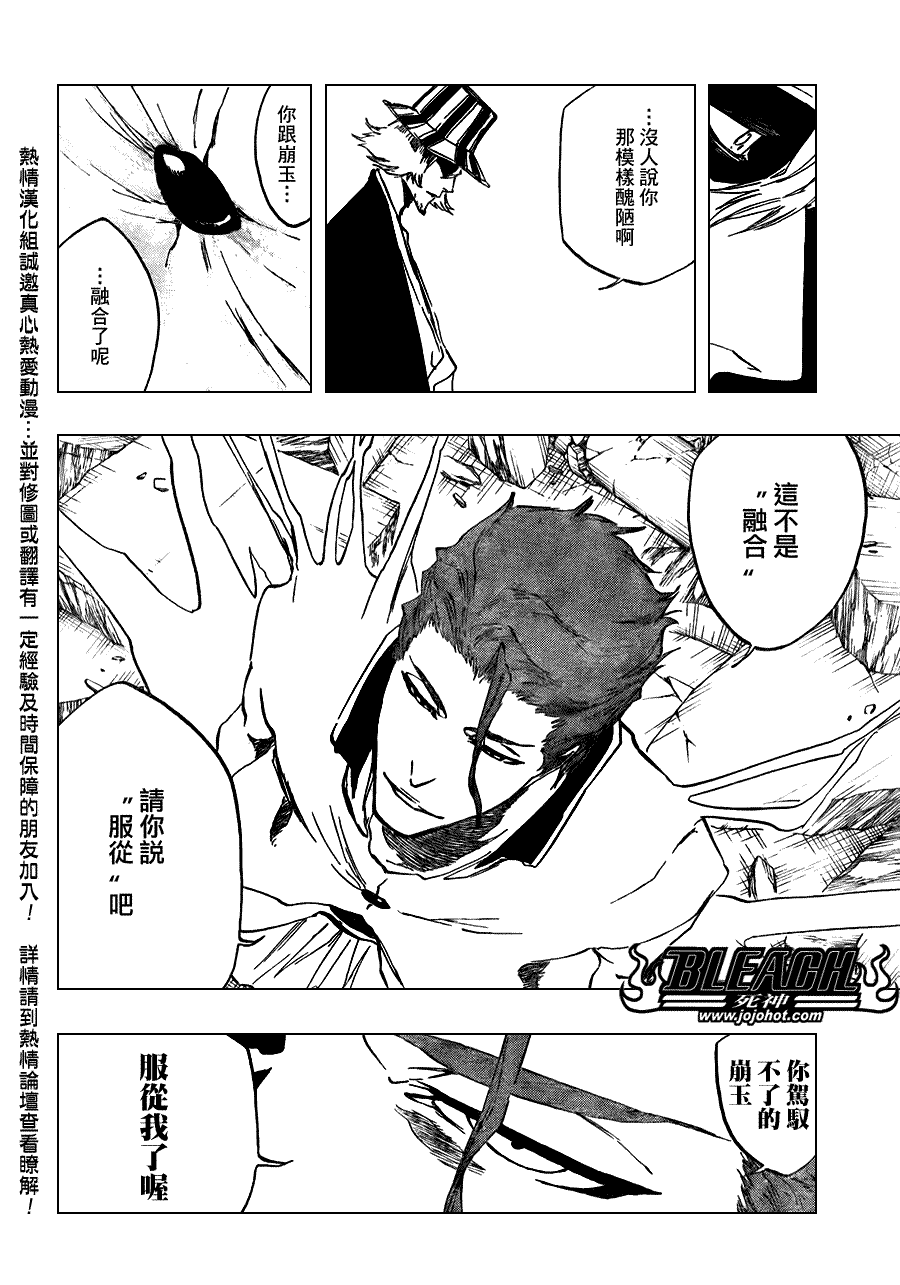 …沒人說你
那模樣醜陋啊
你跟崩玉…
…融合了呢
這不是
〝融合〞
請你説
〝服從〞吧
BLEACH
死神
www.jojohot.com
你駕馭
不了的
崩玉
服從我了喔
熱情漢化組誠邀真心熱愛動漫…並對修圖或翻譯有一定經驗及時間保障的朋友加入！ 詳情請到熱情論壇查看瞭解！